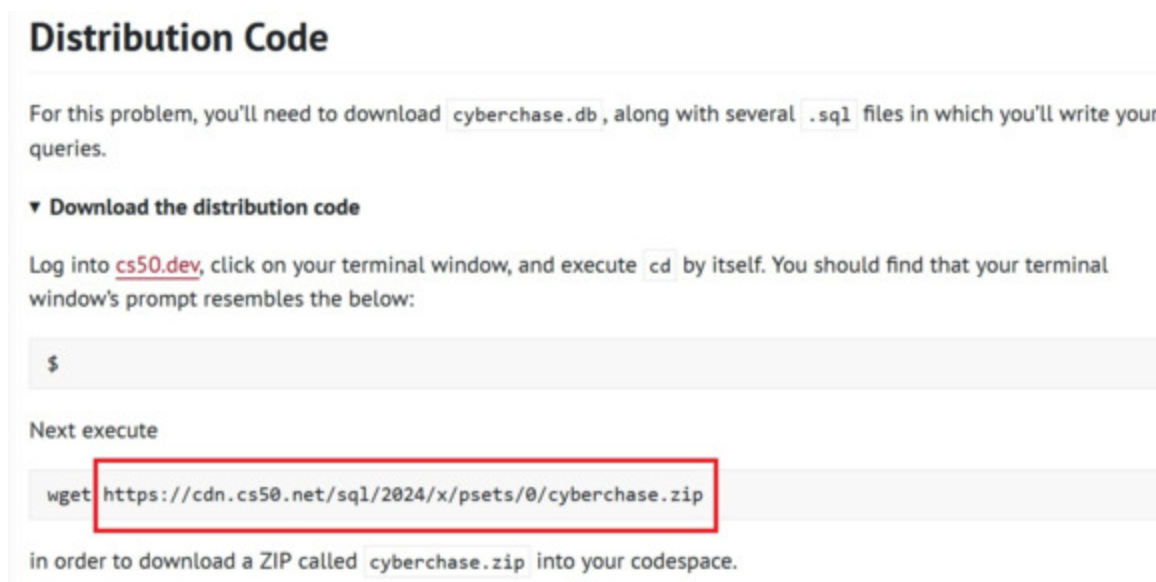 Distribution Code
For this problem, you'll need to download cyberchase.db, along with several .sql files in which you'll write your
queries.
▾ Download the distribution code
Log into cs50.dev, click on your terminal window, and execute cd by itself. You should find that your terminal
window's prompt resembles the below:
$
Next execute
wget https://cdn.cs50.net/sql/2024/x/psets/0/cyberchase.zip
in order to download a ZIP called cyberchase.zip into your codespace.